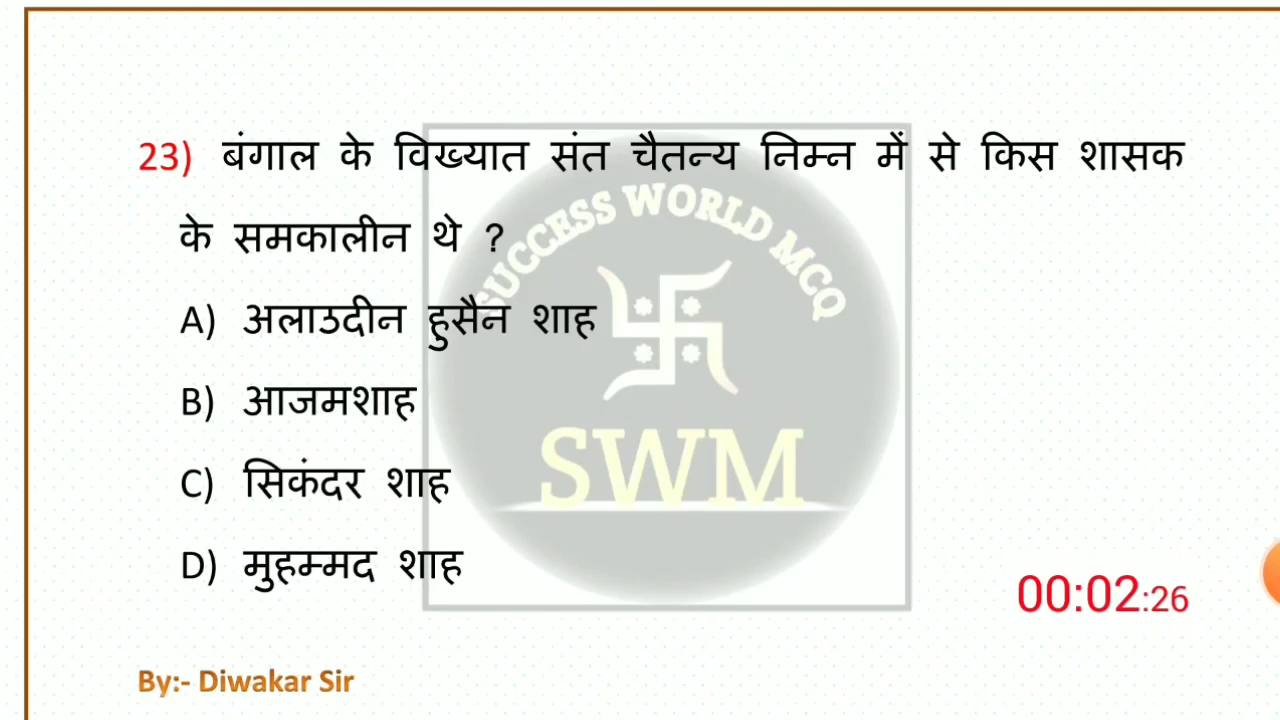 23) बंगाल के विख्यात संत चैतन्य निम्न में से किस शासक
के समकालीन थे ?
A) अलाउदीन हुसैन शाह
B) आजमशाह
C) सिकंदर शाह
D) मुहम्मद शाह
SUCCESS WORLD MCQ
SWM
00:02:26
By:- Diwakar Sir